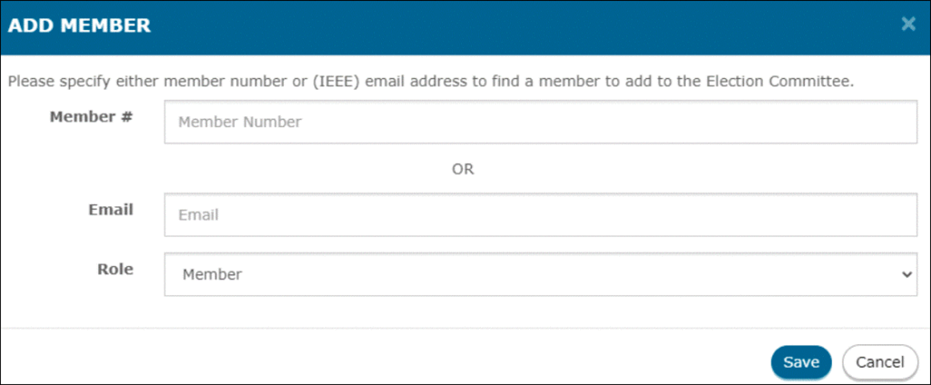 ADD MEMBER ×
Please specify either member number or (IEEE) email address to find a member to add to the Election Committee.
Member # Member Number
OR
Email Email
Role Member
Save Cancel